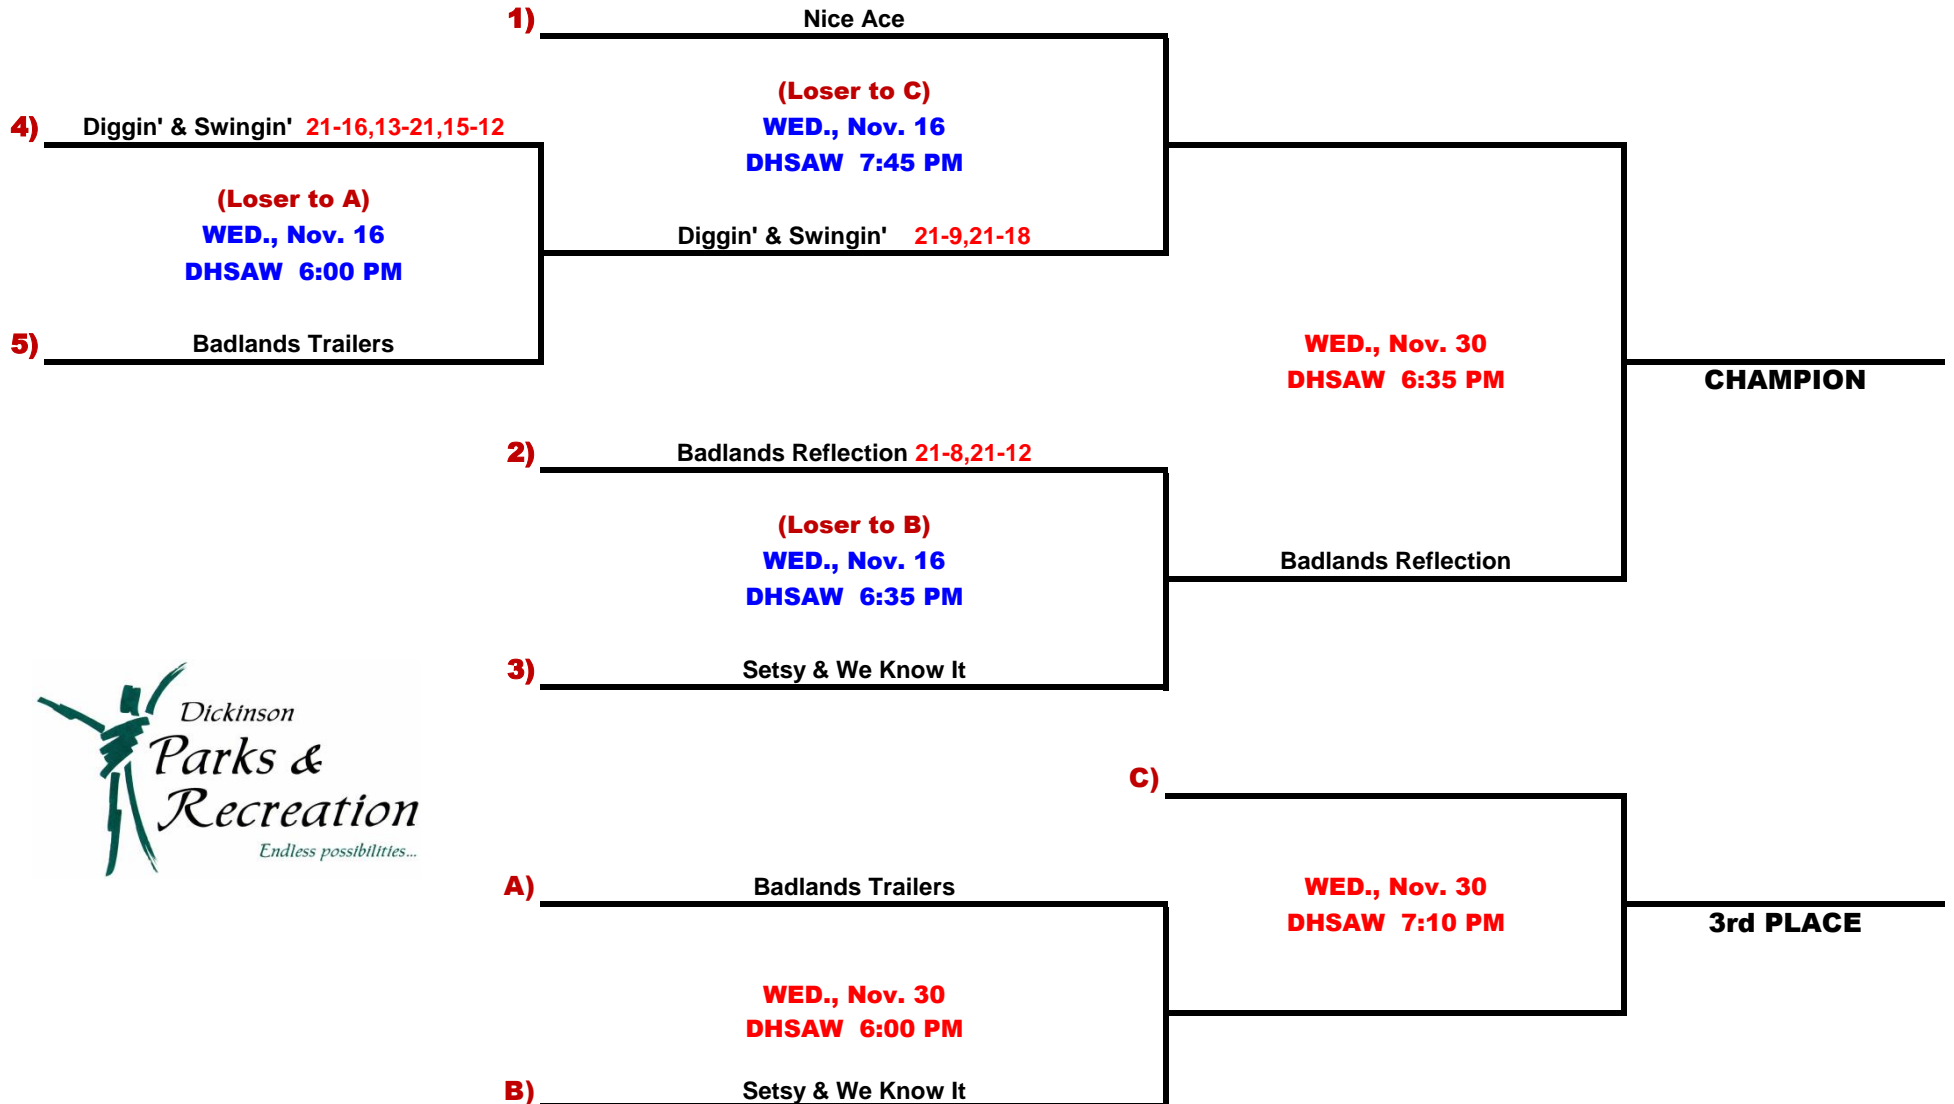 1) Nice Ace
(Loser to C)
4) Diggin' & Swingin' 21-16,13-21,15-12
WED., Nov. 16
DHSAW 7:45 PM
(Loser to A)
WED., Nov. 16
Diggin' & Swingin' 21-9,21-18
DHSAW 6:00 PM
5) Badlands Trailers
WED., Nov. 30
DHSAW 6:35 PM
CHAMPION
2) Badlands Reflection 21-8,21-12
(Loser to B)
WED., Nov. 16
Badlands Reflection
DHSAW 6:35 PM
3) Setsy & We Know It
Dickinson
Parks &
Recreation
Endless possibilities...
C)
A) Badlands Trailers
WED., Nov. 30
DHSAW 7:10 PM
3rd PLACE
WED., Nov. 30
DHSAW 6:00 PM
B) Setsy & We Know It